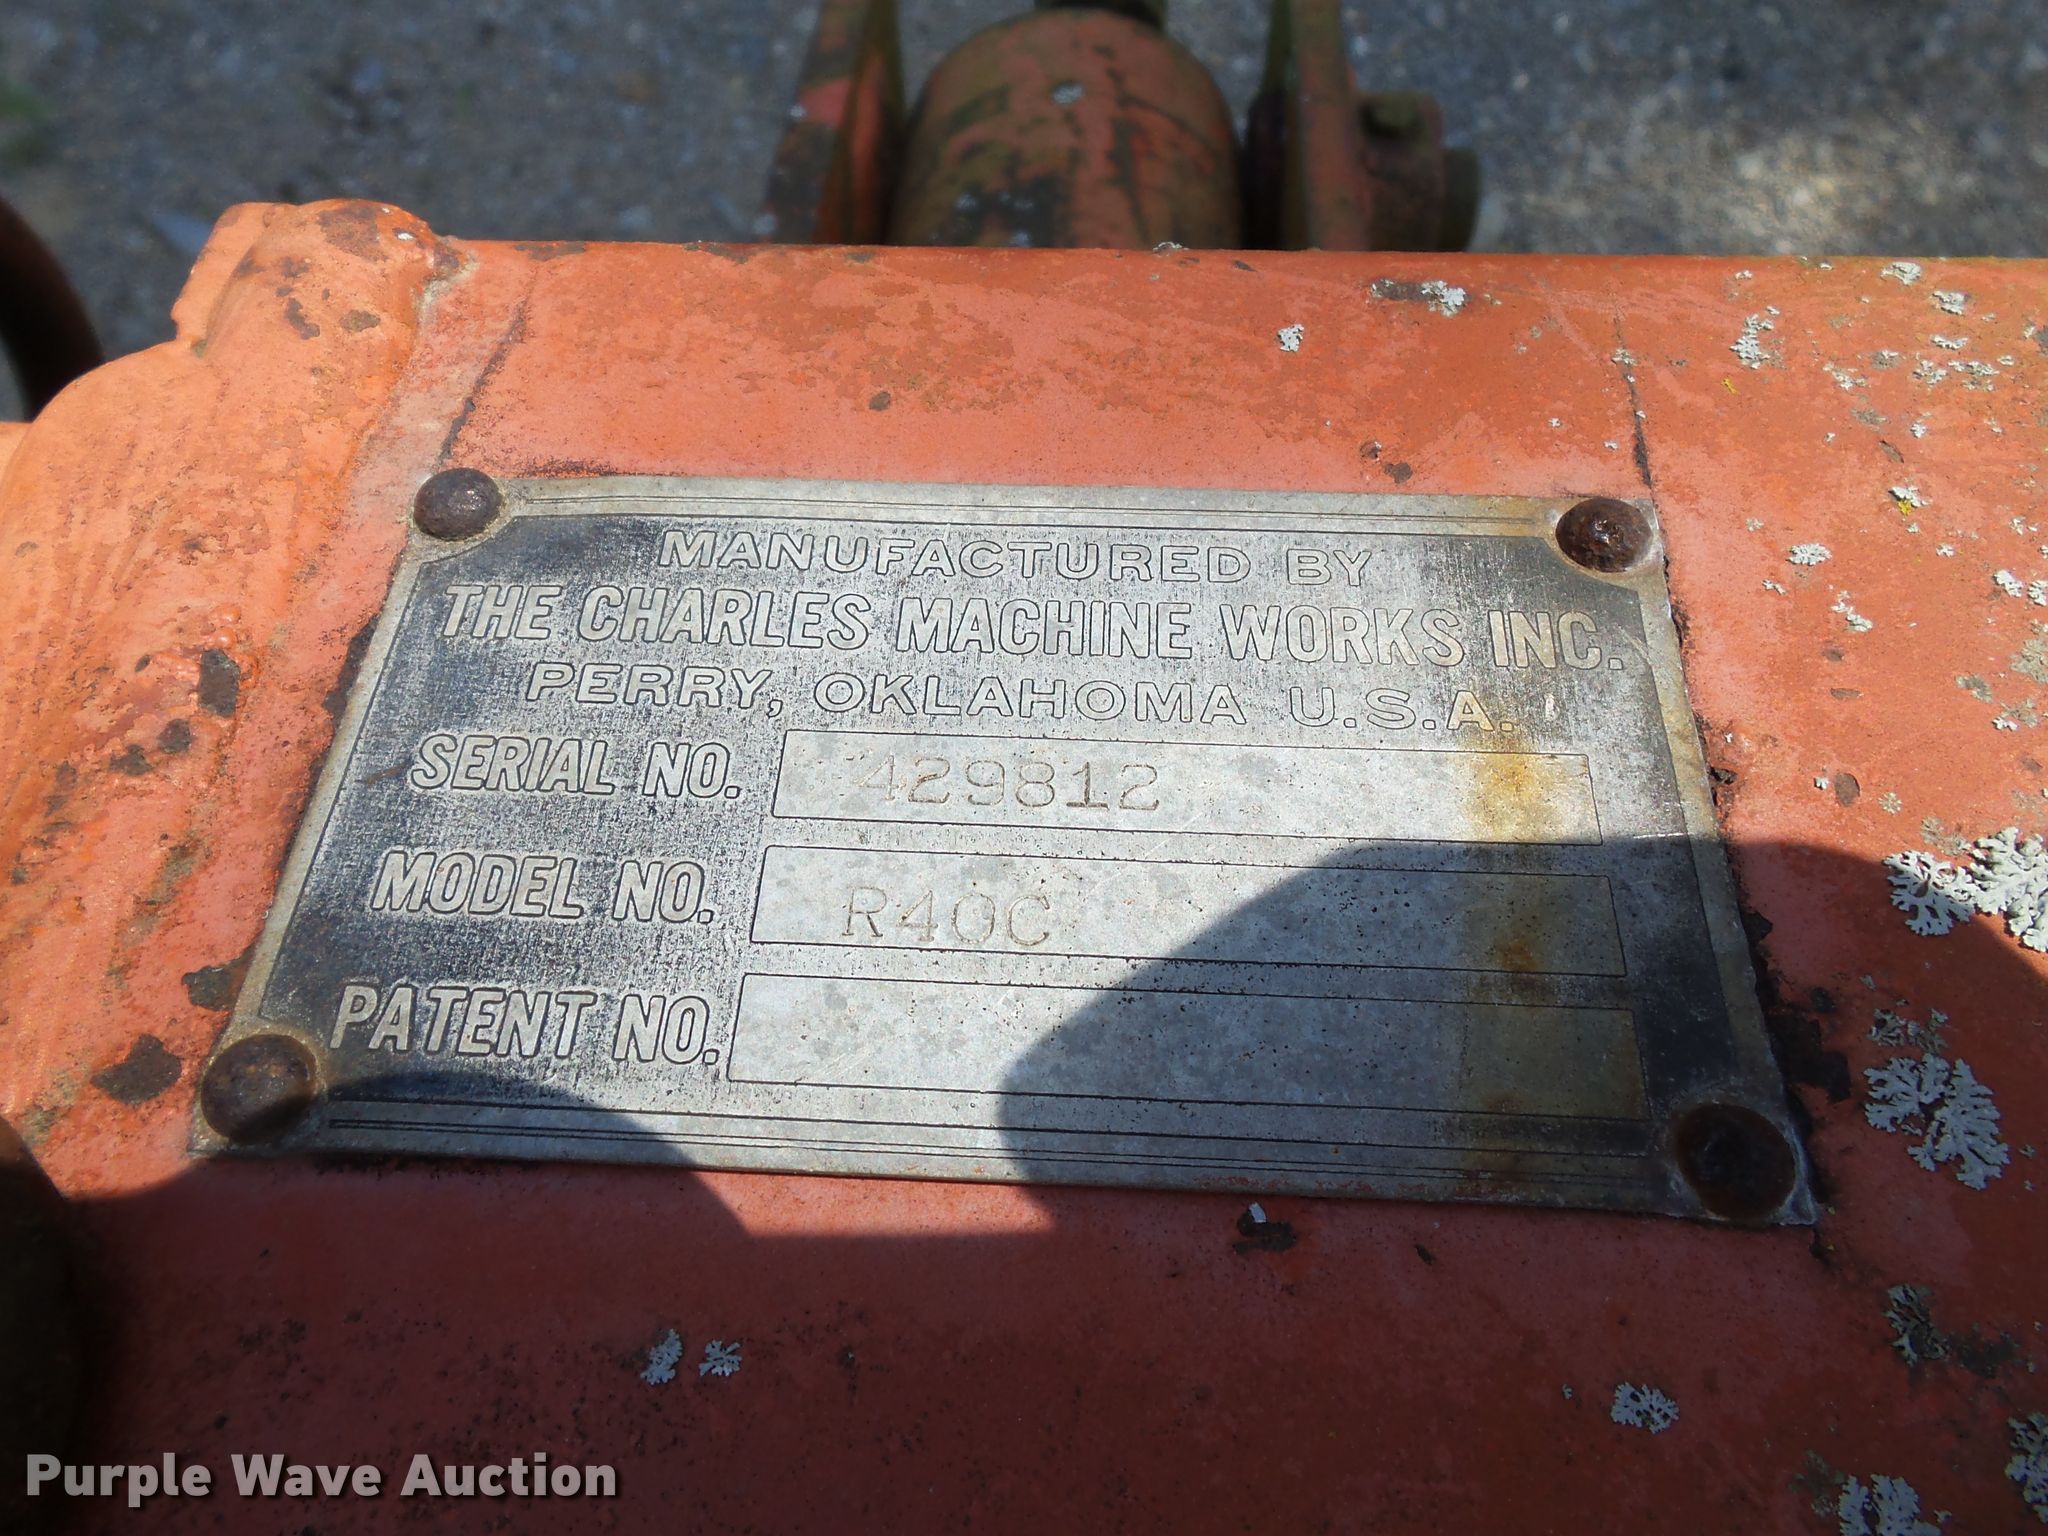 MANUFACTURED BY
THE CHARLES MACHINE WORKS INC.
PERRY, OKLAHOMA U.S.A.
SERIAL NO. 429812
MODEL NO. R40C
PATENT NO.
Purple Wave Auction